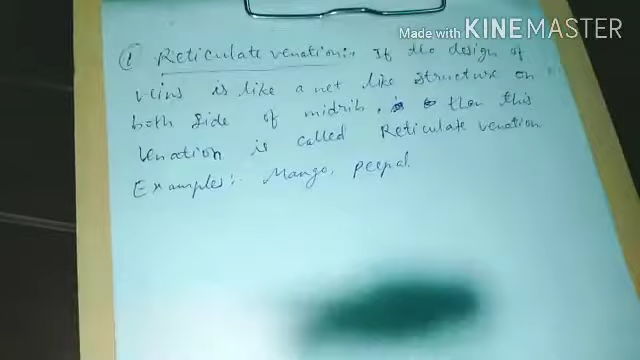 Made with KINEMASTER
① Reticulate venation:- If the design of
veins is like a net like structure on
both side of midrib, then this
venation is called Reticulate venation
Examples:- Mango, peepal.